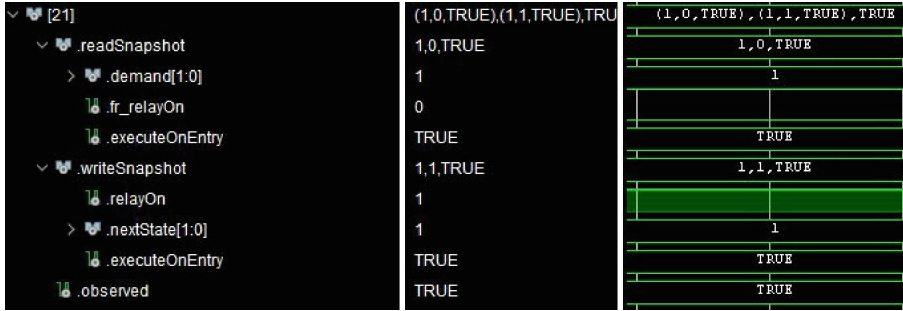 [21] (1,0,TRUE),(1,1,TRUE),TRU (1,0,TRUE),(1,1,TRUE),TRUE
.readSnapshot 1,0,TRUE 1,0,TRUE
.demand[1:0] 1 1
.fr_relayOn 0
.executeOnEntry TRUE TRUE
.writeSnapshot 1,1,TRUE 1,1,TRUE
.relayOn 1
.nextState[1:0] 1 1
.executeOnEntry TRUE TRUE
.observed TRUE TRUE